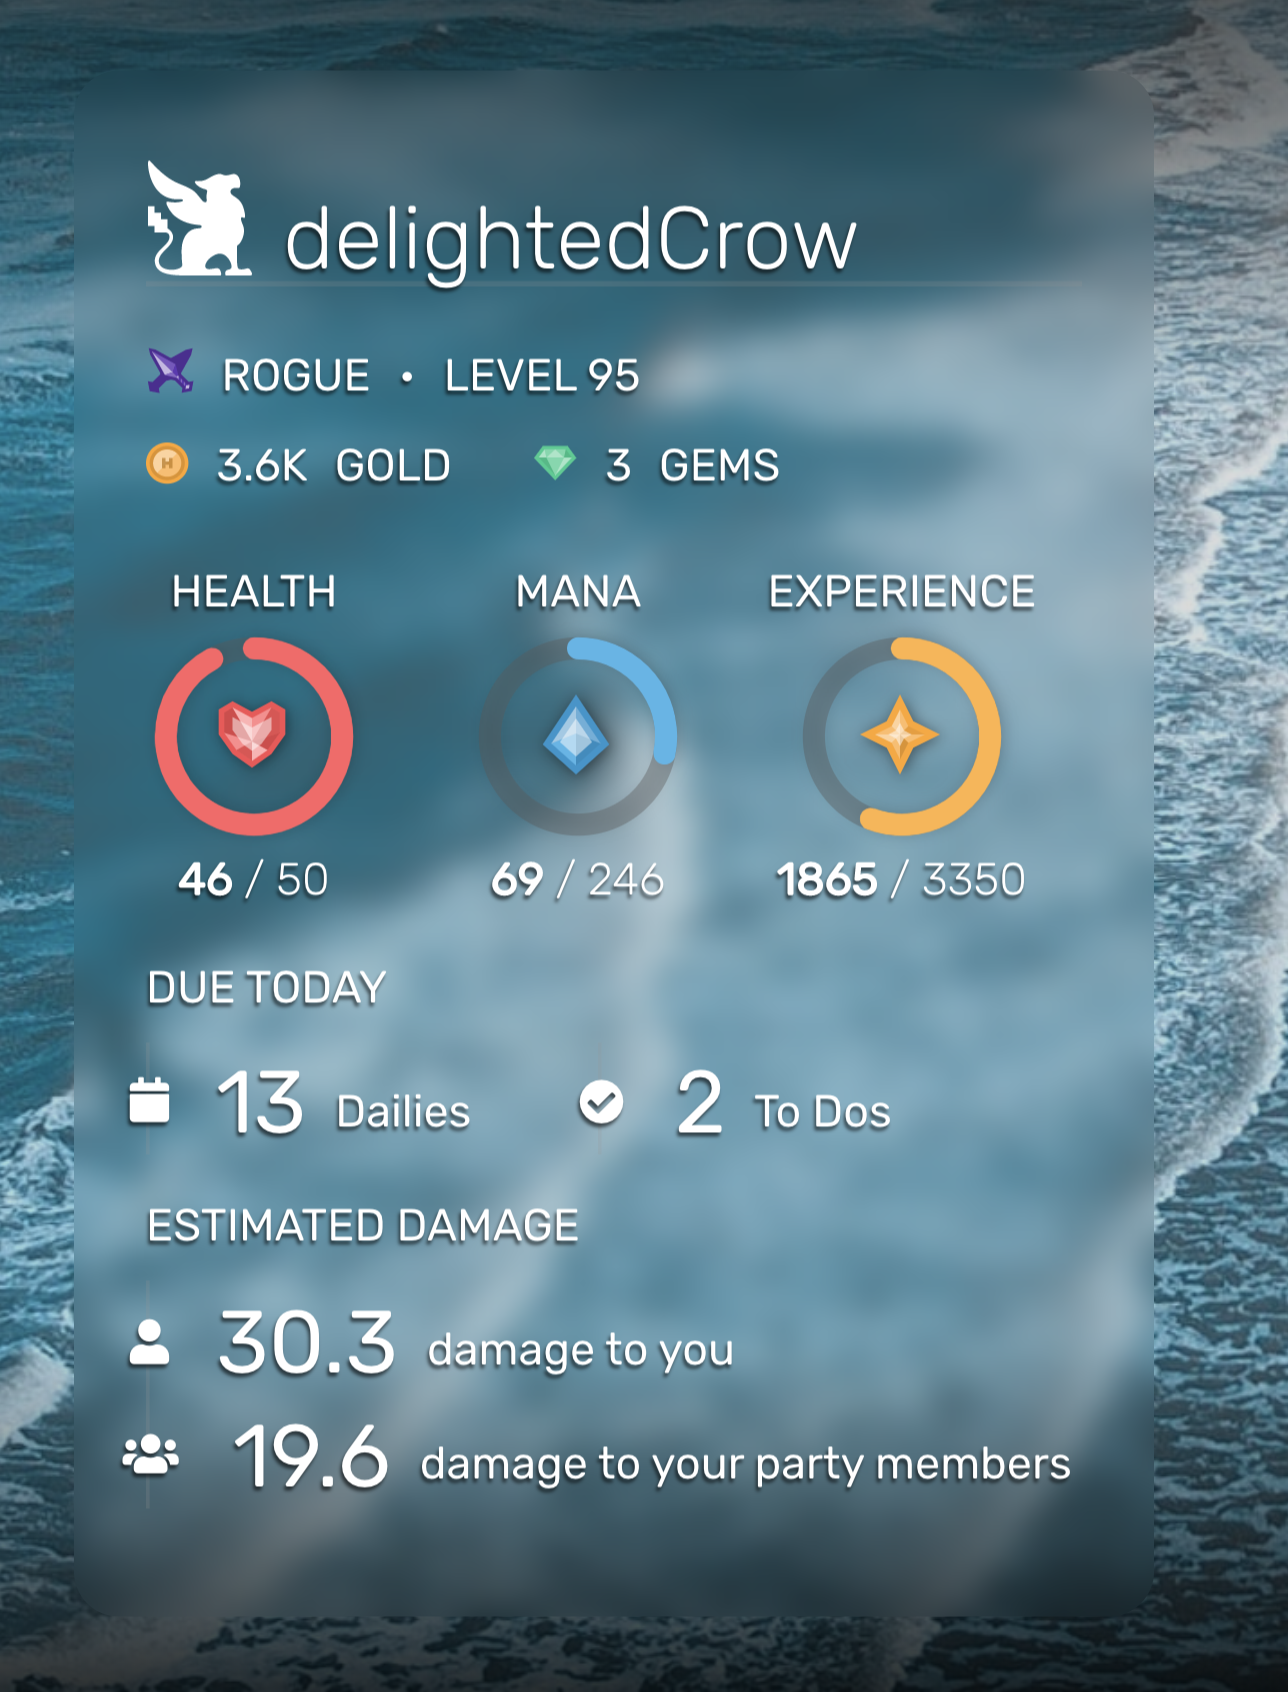 delightedCrow
ROGUE • LEVEL 95
3.6K GOLD 3 GEMS
HEALTH MANA EXPERIENCE
46 / 50 69 / 246 1865 / 3350
DUE TODAY
13 Dailies 2 To Dos
ESTIMATED DAMAGE
30.3 damage to you
19.6 damage to your party members